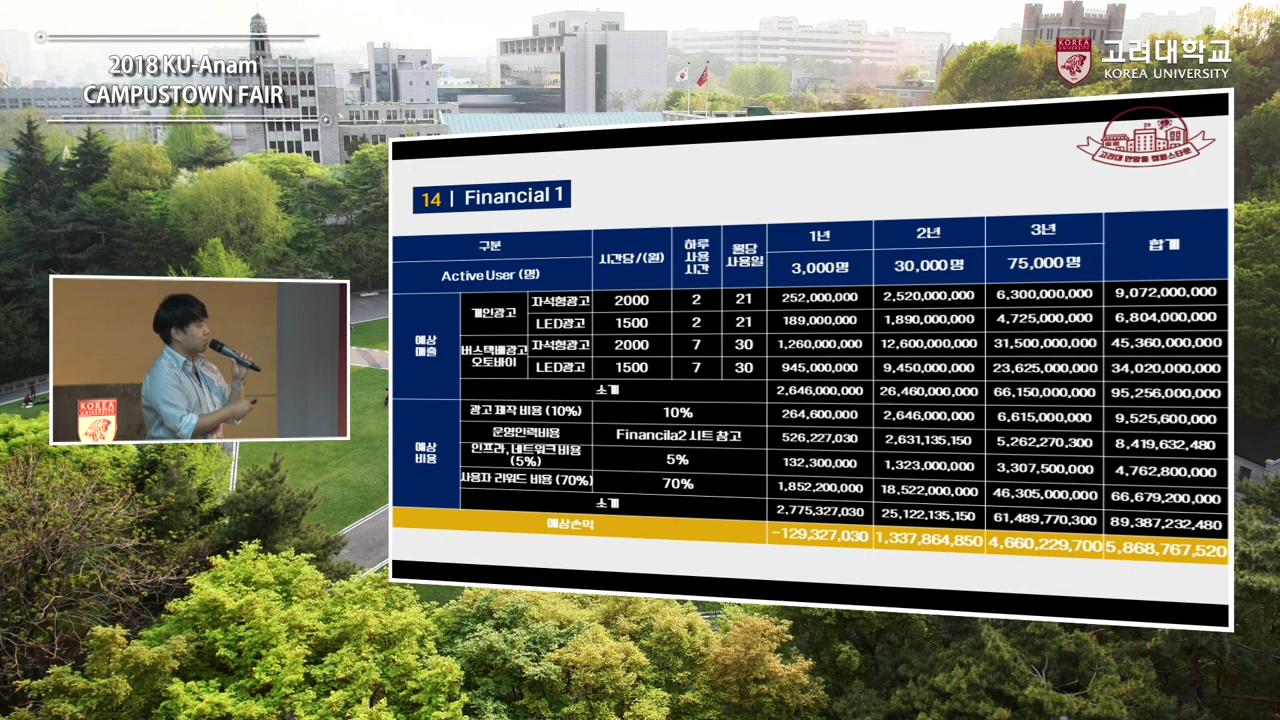 2018 KU-Anam
CAMPUSTOWN FAIR
KOREA
UNIVERSITY
고려대학교
KOREA UNIVERSITY
고려대 안암동 캠퍼스타운
14 | Financial 1
구분 시간당/(원) 하루 사용 시간 월당 사용일 1년 2년 3년 합계
Active User (명) 3,000명 30,000명 75,000명
예상 매출 개인광고 자석형광고 2000 2 21 252,000,000 2,520,000,000 6,300,000,000 9,072,000,000
LED광고 1500 2 21 189,000,000 1,890,000,000 4,725,000,000 6,804,000,000
버스택배광고 오토바이 자석형광고 2000 7 30 1,260,000,000 12,600,000,000 31,500,000,000 45,360,000,000
LED광고 1500 7 30 945,000,000 9,450,000,000 23,625,000,000 34,020,000,000
소계 2,646,000,000 26,460,000,000 66,150,000,000 95,256,000,000
예상 비용 광고 제작 비용 (10%) 10% 264,600,000 2,646,000,000 6,615,000,000 9,525,600,000
운영인력비용 Financila2 시트 참고 526,227,030 2,631,135,150 5,262,270,300 8,419,632,480
인프라, 네트워크 비용 (5%) 5% 132,300,000 1,323,000,000 3,307,500,000 4,762,800,000
사용자 리워드 비용 (70%) 70% 1,852,200,000 18,522,000,000 46,305,000,000 66,679,200,000
소계 2,775,327,030 25,122,135,150 61,489,770,300 89,387,232,480
예상손익 -129,327,030 1,337,864,850 4,660,229,700 5,868,767,520
KOREA
UNIVERSITY